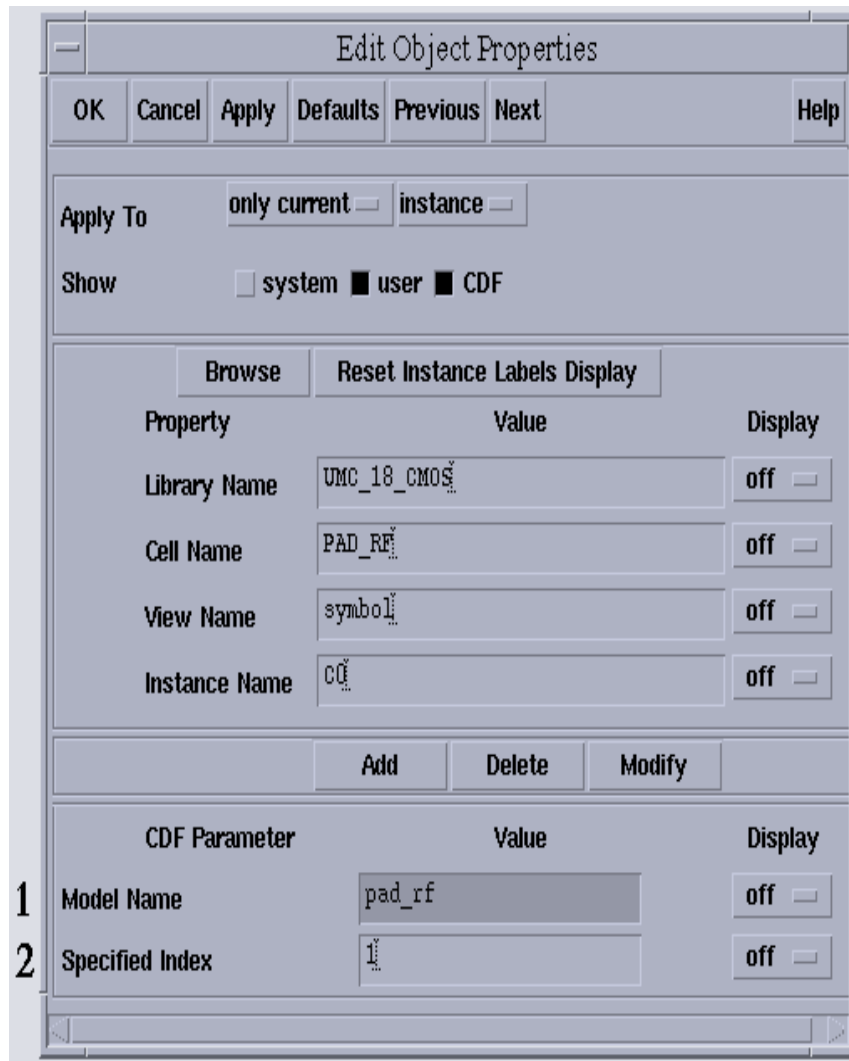 Edit Object Properties
OK Cancel Apply Defaults Previous Next Help
Apply To only current instance
Show system user CDF
Browse Reset Instance Labels Display
Property Value Display
Library Name UMC_18_CMOS off
Cell Name PAD_RF off
View Name symbol off
Instance Name C0 off
Add Delete Modify
CDF Parameter Value Display
1 Model Name pad_rf off
2 Specified Index 1 off